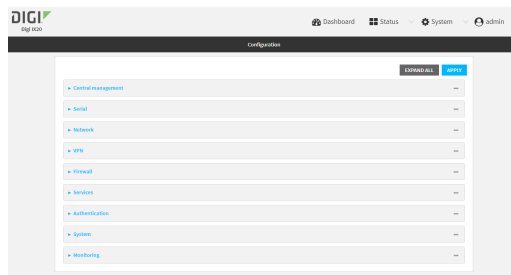 DIGI
Digi IX20
Dashboard Status System admin
Configuration
EXPAND ALL APPLY
Central management
Serial
Network
VPN
Firewall
Services
Authentication
System
Monitoring